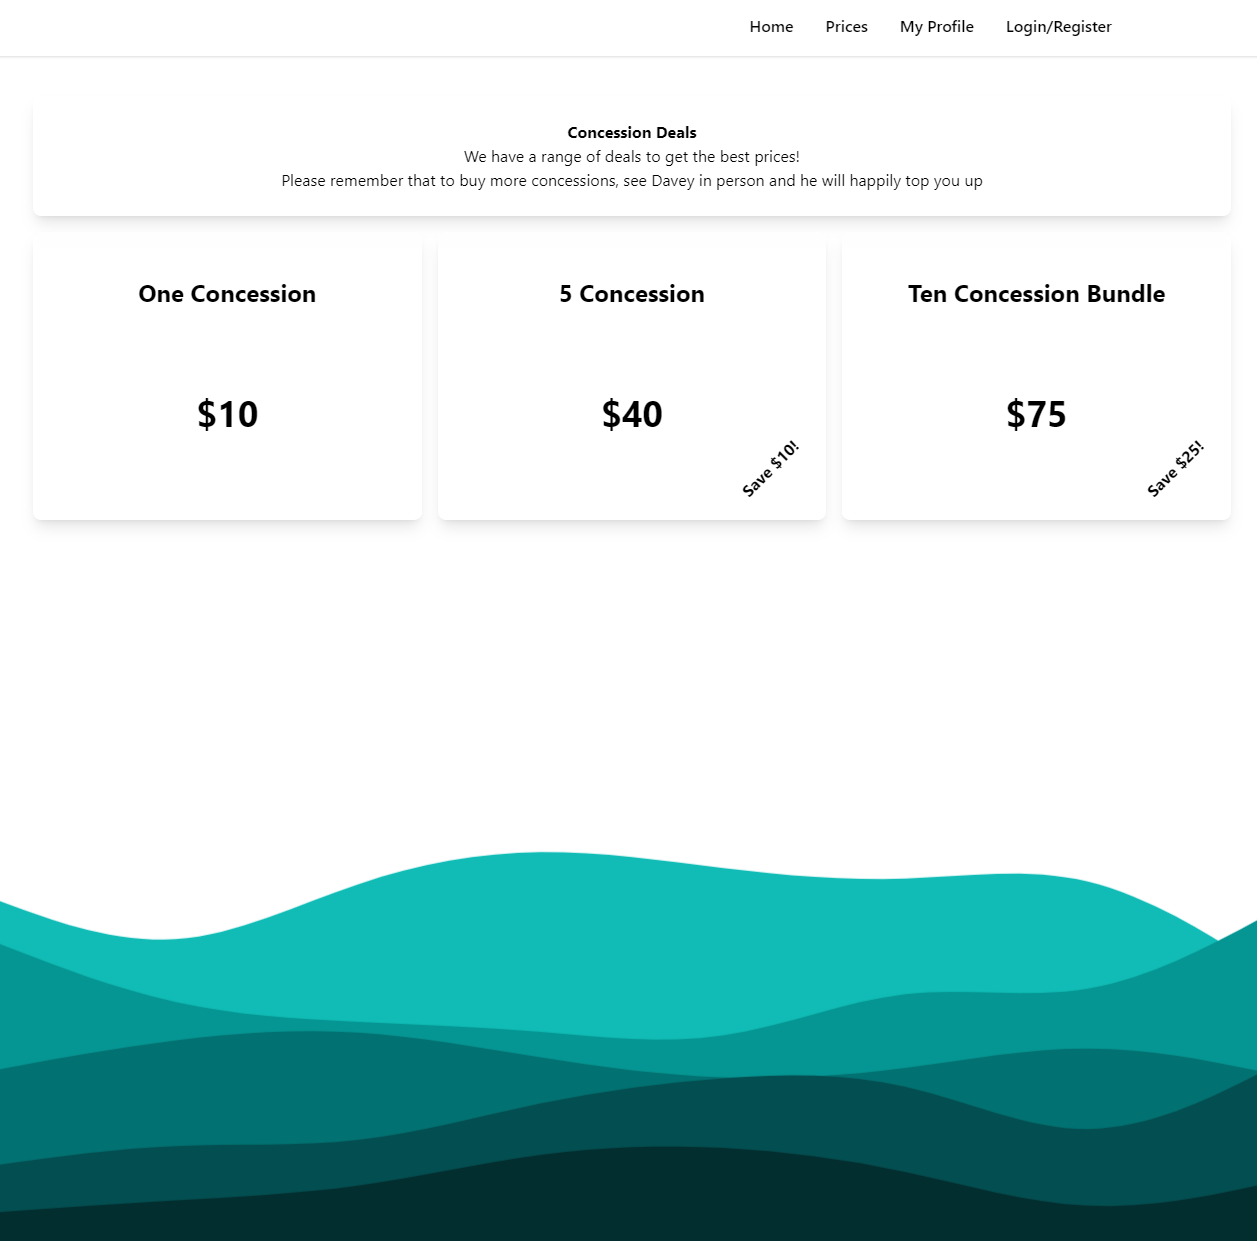 Home Prices My Profile Login/Register
Concession Deals
We have a range of deals to get the best prices!
Please remember that to buy more concessions, see Davey in person and he will happily top you up
One Concession
$10
5 Concession
$40
Save $10!
Ten Concession Bundle
$75
Save $25!